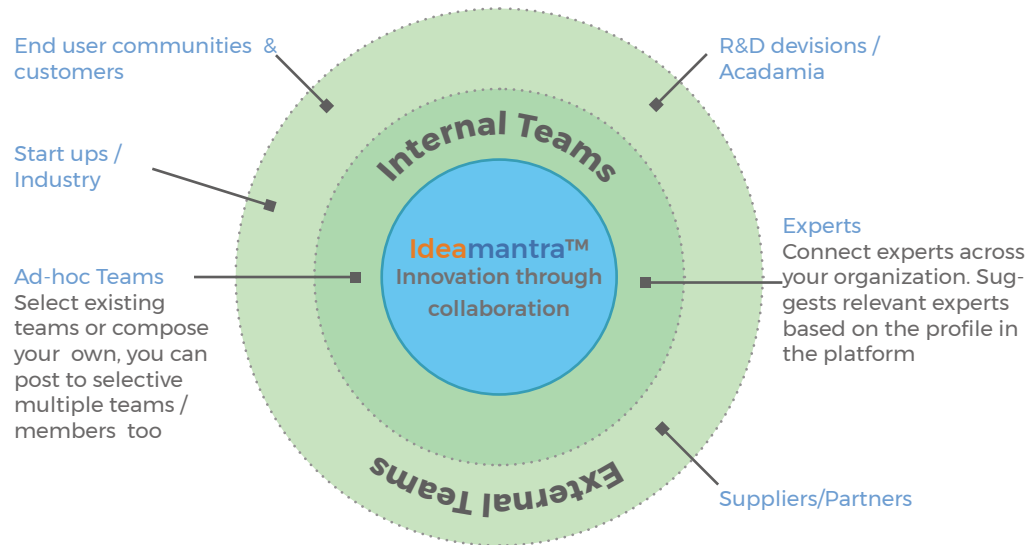 End user communities &
customers
R&D devisions /
Acadamia
Start ups /
Industry
Internal Teams
Ideamantra™
Innovation through
collaboration
Ad-hoc Teams
Select existing
teams or compose
your own, you can
post to selective
multiple teams /
members too
Experts
Connect experts across
your organization. Sug-
gests relevant experts
based on the profile in
the platform
External Teams
Suppliers/Partners